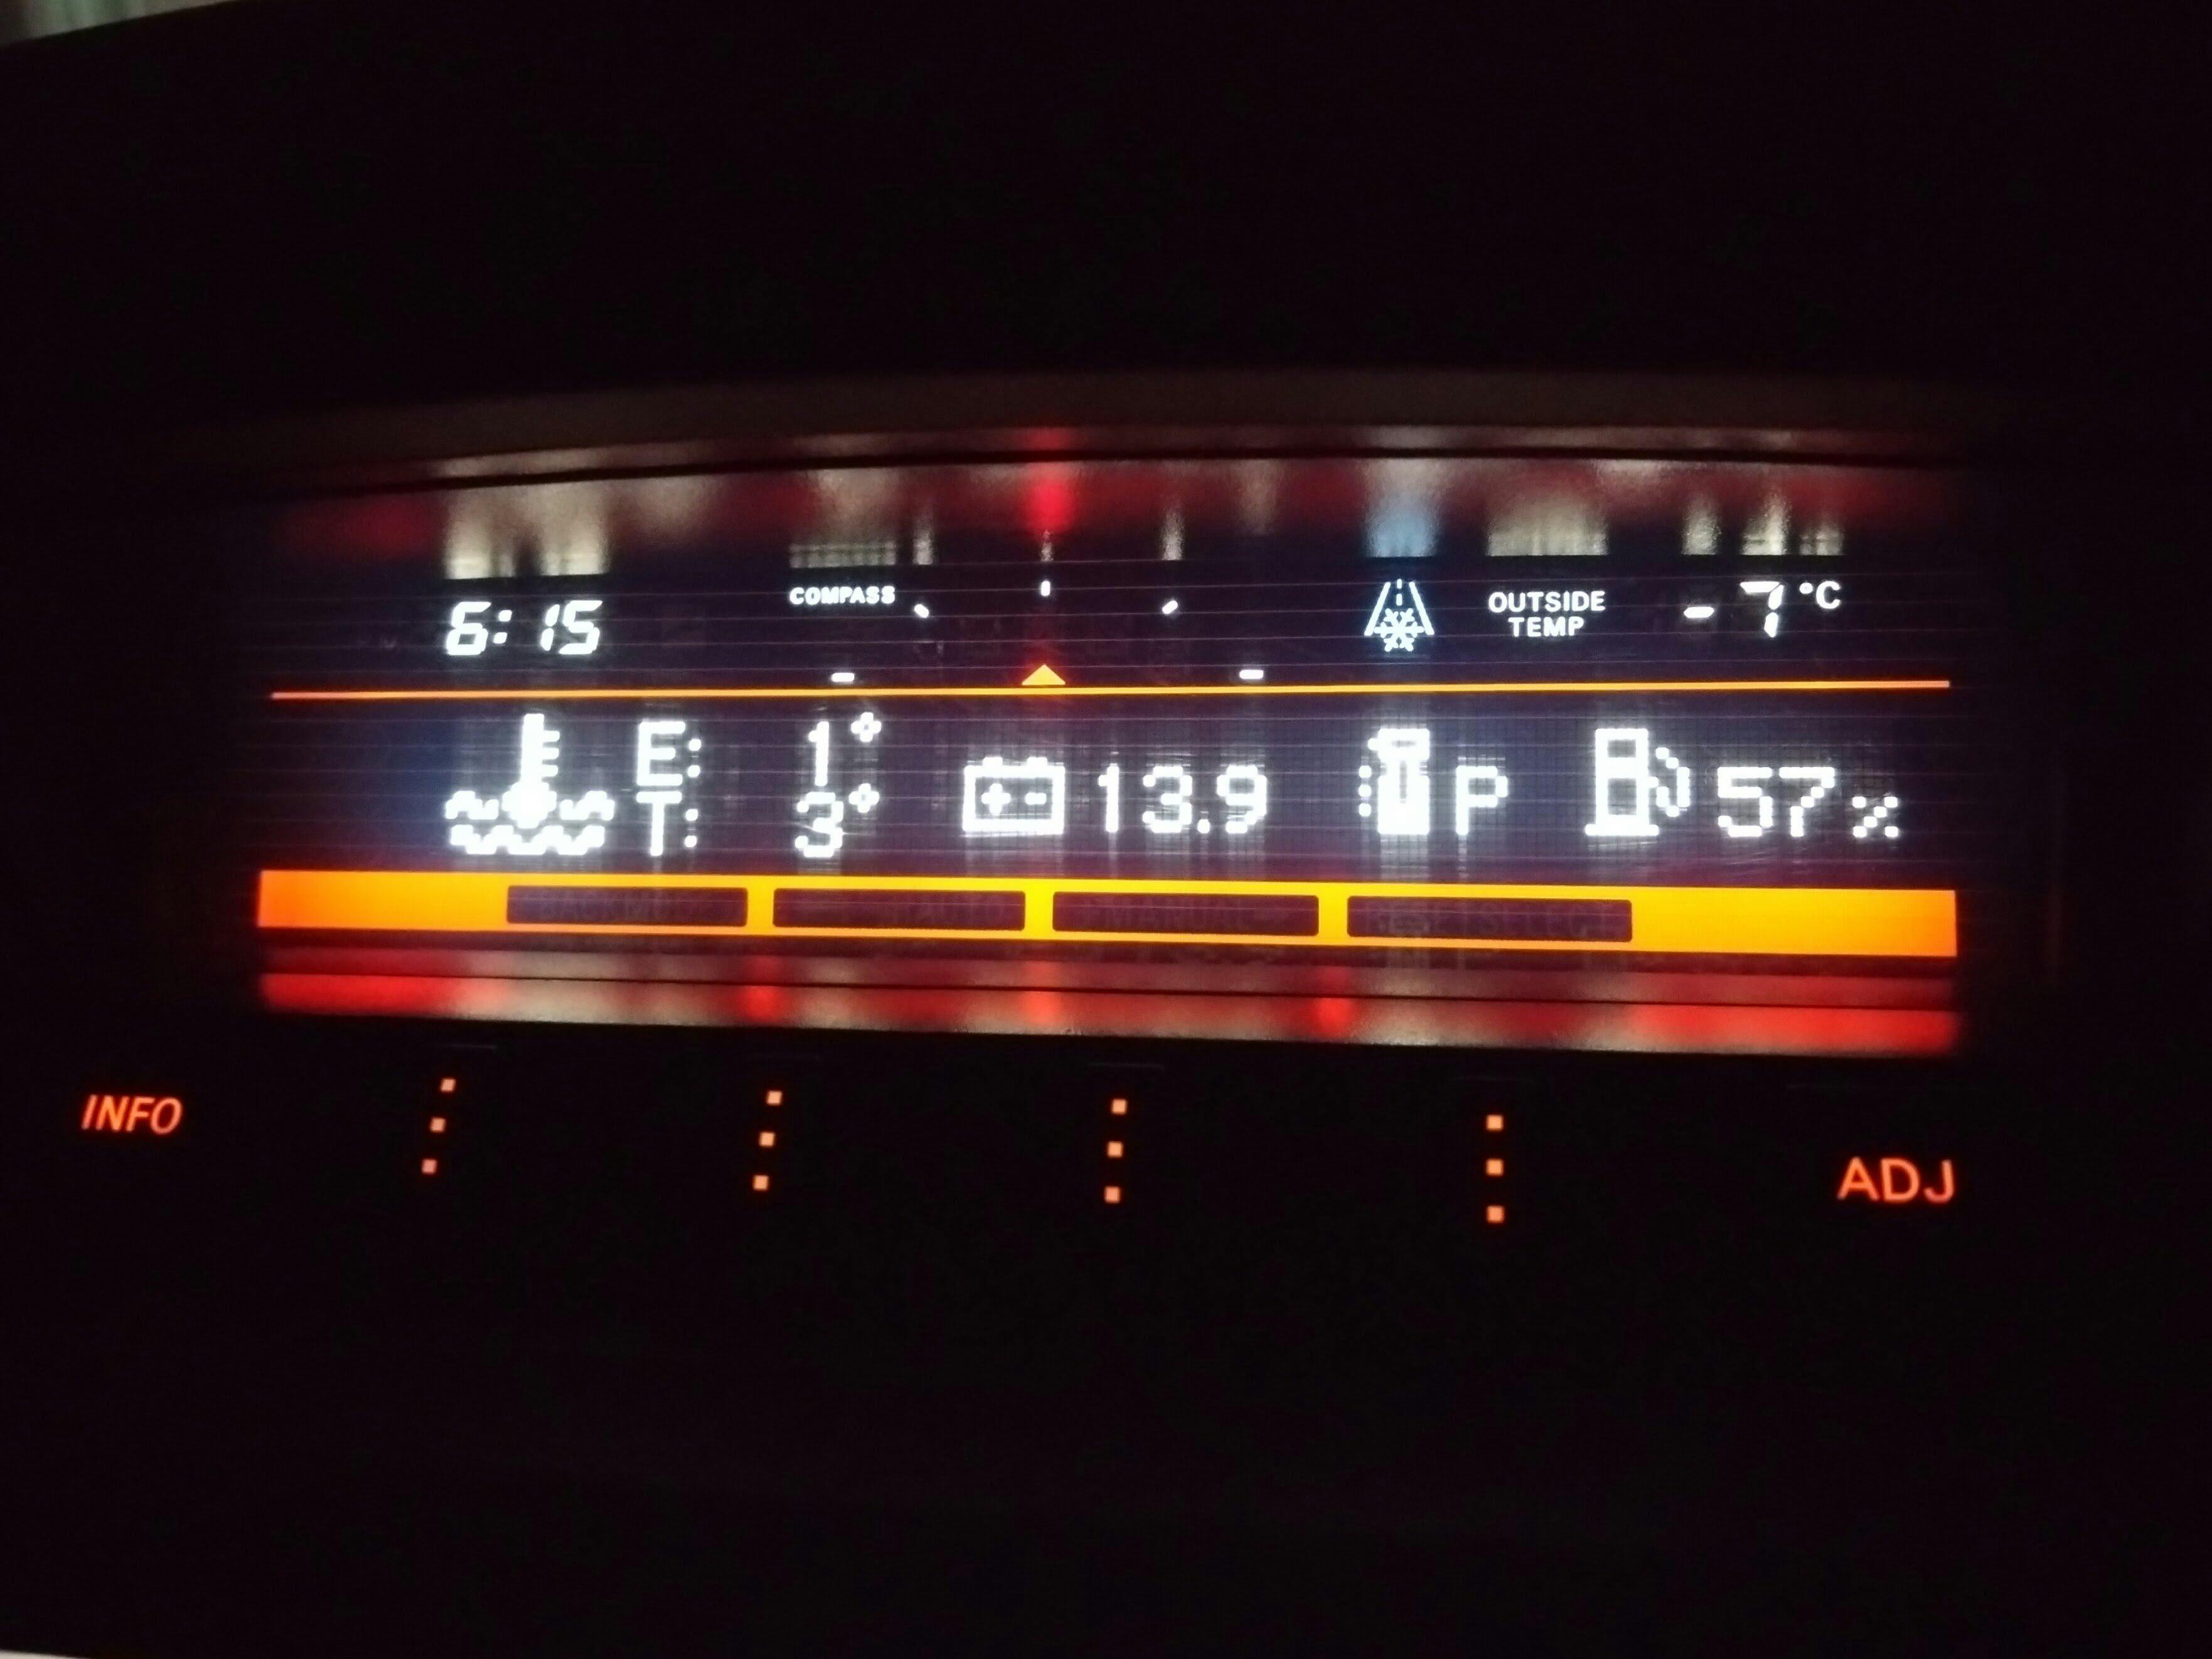 6:15 COMPASS OUTSIDE TEMP -7°C
E: 1°
T: 3°
13.9 P 57%
INFO ADJ